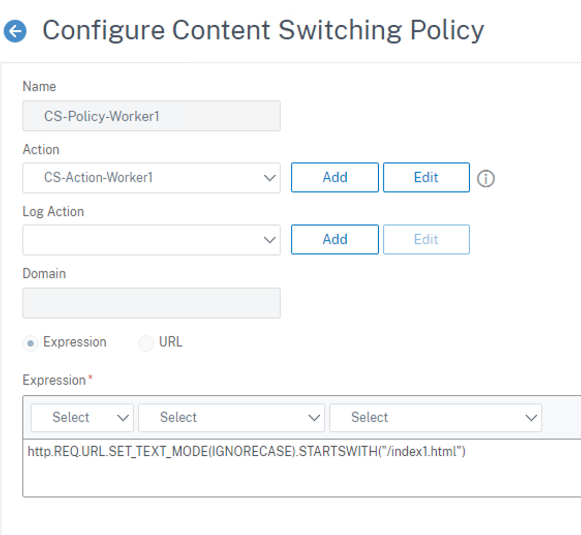 Configure Content Switching Policy
Name
CS-Policy-Worker1
Action
CS-Action-Worker1
Add
Edit
Log Action
Add
Edit
Domain
Expression
URL
Expression*
Select
Select
Select
http.REQ.URL.SET_TEXT_MODE(IGNORECASE).STARTSWITH("/index1.html")